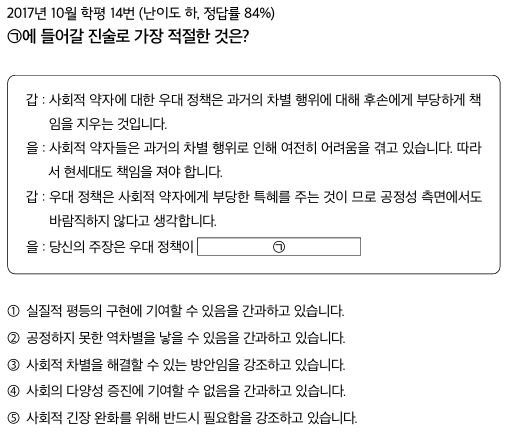 2017년 10월 학평 14번 (난이도 하, 정답률 84%)
㉠에 들어갈 진술로 가장 적절한 것은?
갑 : 사회적 약자에 대한 우대 정책은 과거의 차별 행위에 대해 후손에게 부당하게 책
임을 지우는 것입니다.
을 : 사회적 약자들은 과거의 차별 행위로 인해 여전히 어려움을 겪고 있습니다. 따라
서 현세대도 책임을 져야 합니다.
갑 : 우대 정책은 사회적 약자에게 부당한 특혜를 주는 것이 므로 공정성 측면에서도
바람직하지 않다고 생각합니다.
을 : 당신의 주장은 우대 정책이 ㉠
① 실질적 평등의 구현에 기여할 수 있음을 간과하고 있습니다.
② 공정하지 못한 역차별을 낳을 수 있음을 간과하고 있습니다.
③ 사회적 차별을 해결할 수 있는 방안임을 강조하고 있습니다.
④ 사회의 다양성 증진에 기여할 수 없음을 간과하고 있습니다.
⑤ 사회적 긴장 완화를 위해 반드시 필요함을 강조하고 있습니다.